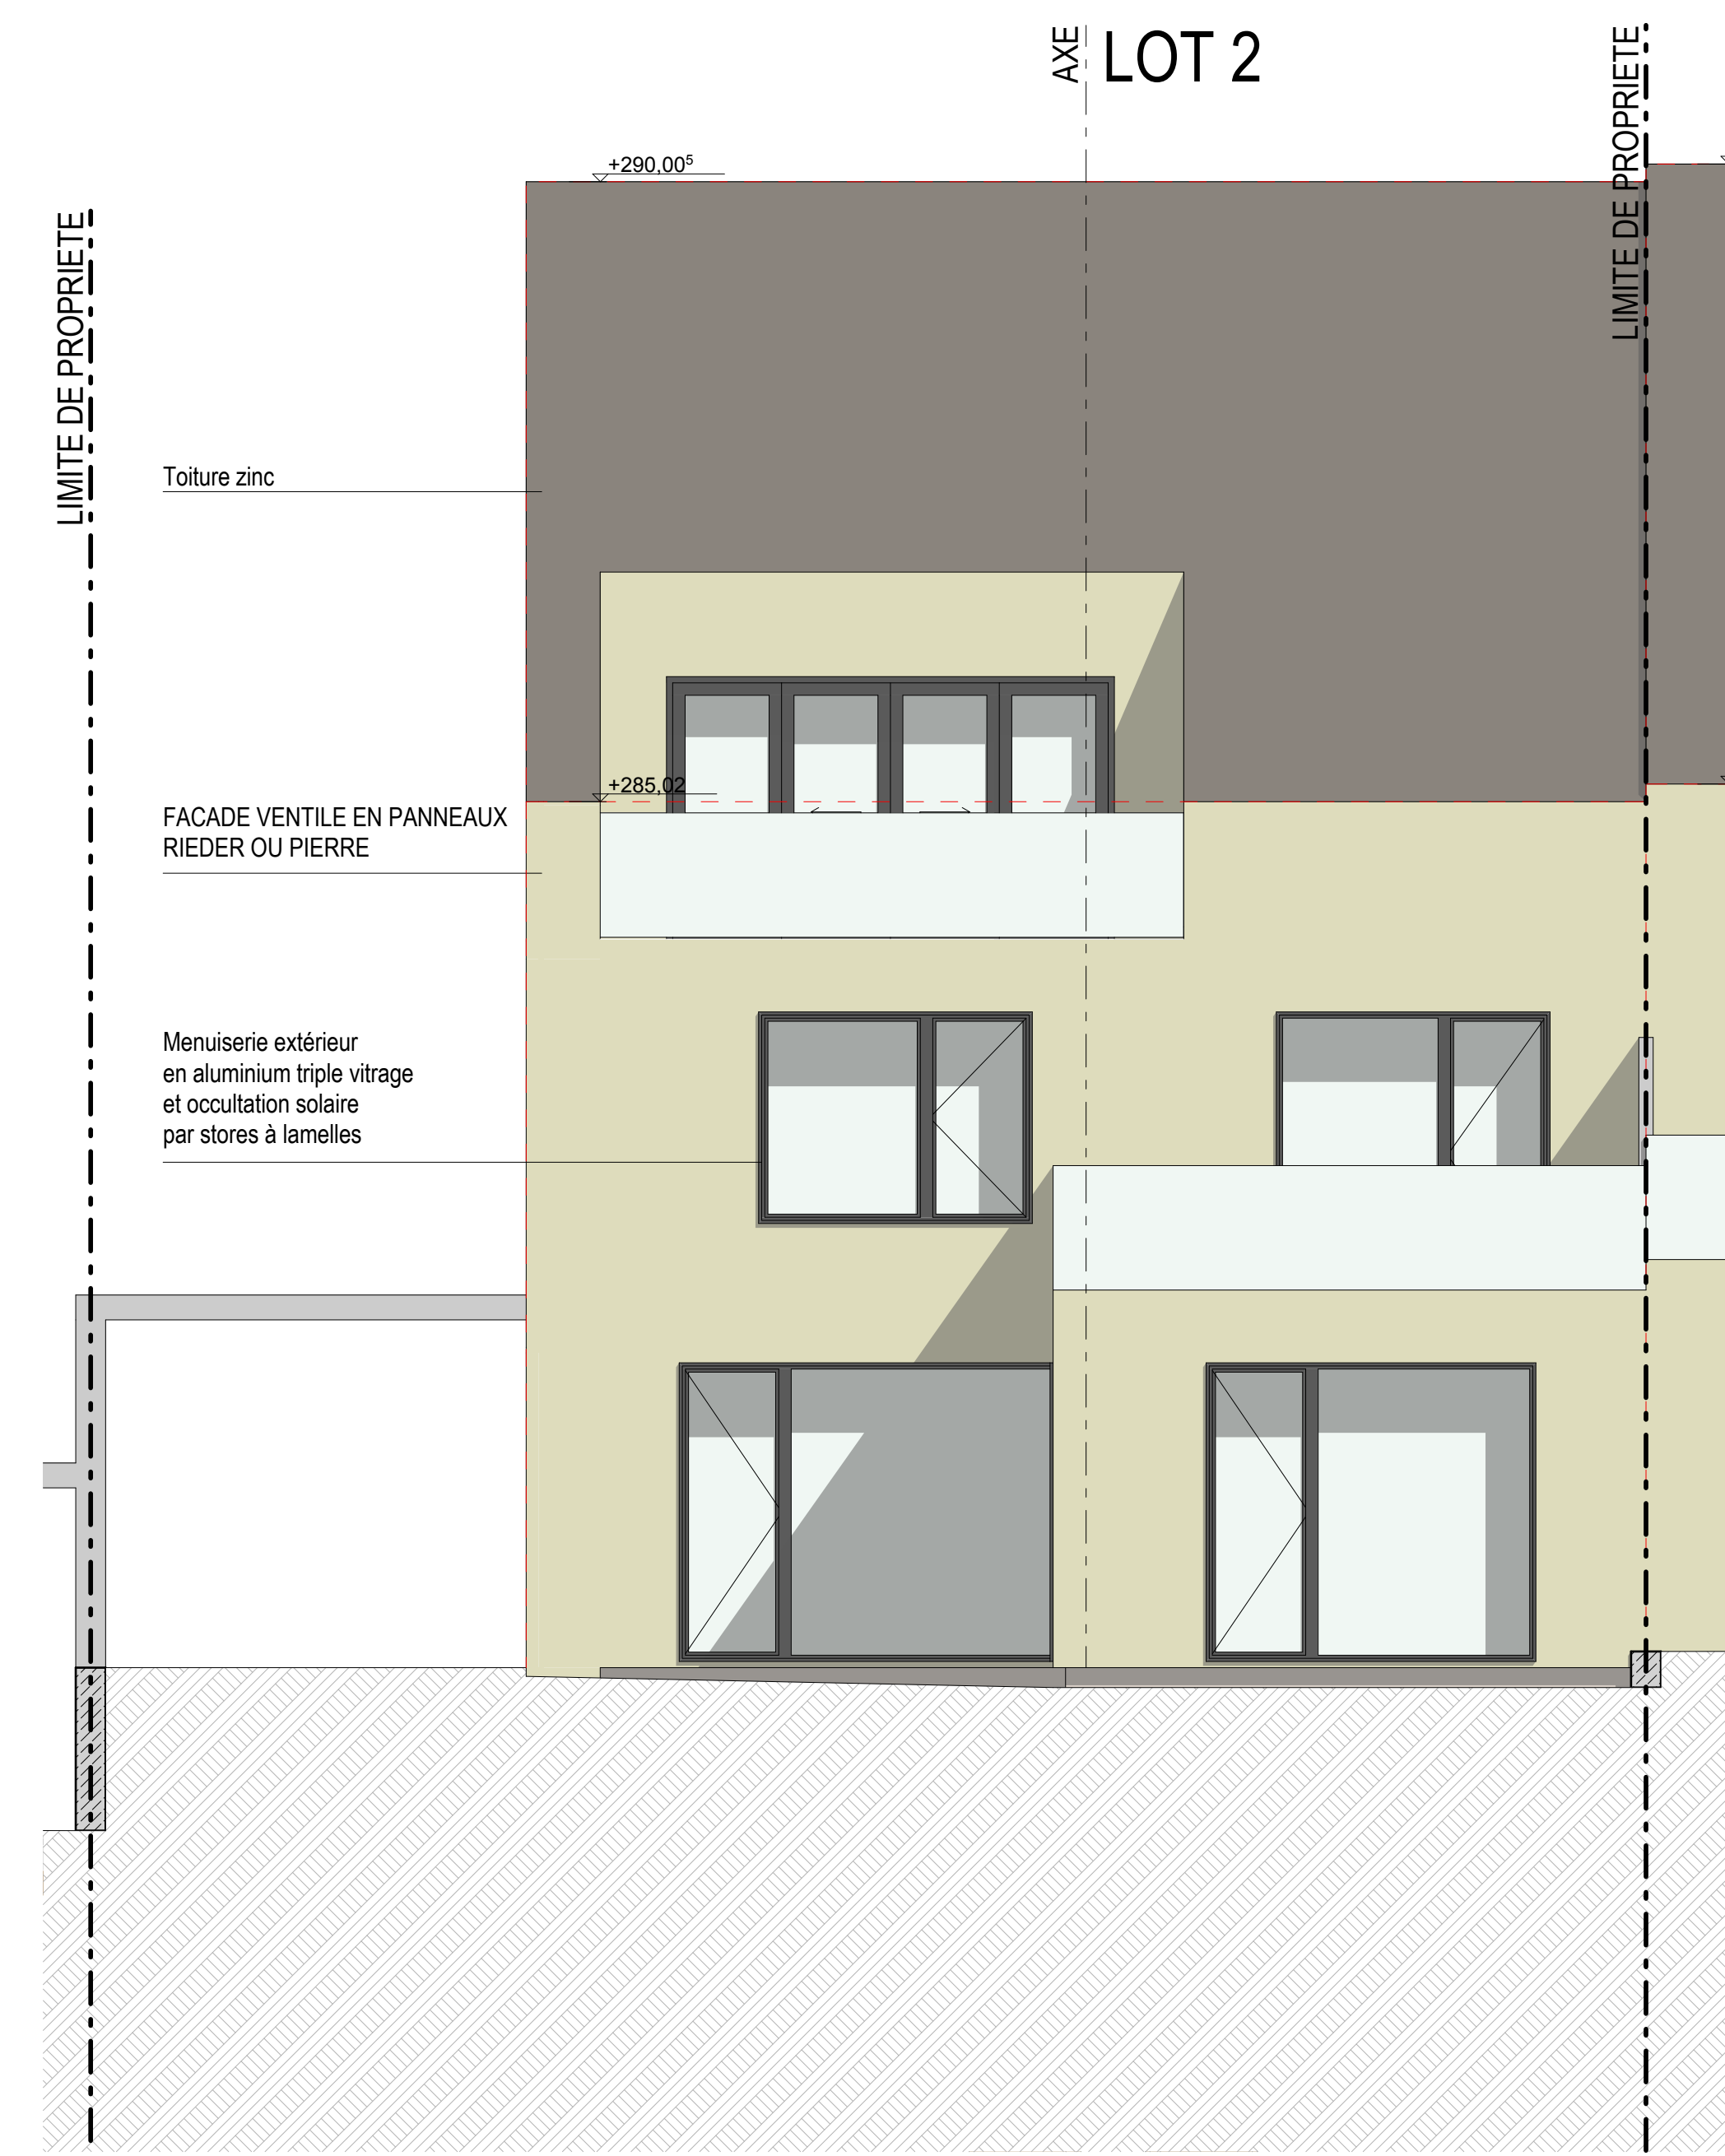 AXE
LOT 2
LIMITE DE PROPRIETE
+290,00⁵
LIMITE DE PROPRIETE
Toiture zinc
+285,02
FACADE VENTILE EN PANNEAUX
RIEDER OU PIERRE
Menuiserie extérieur
en aluminium triple vitrage
et occultation solaire
par stores à lamelles